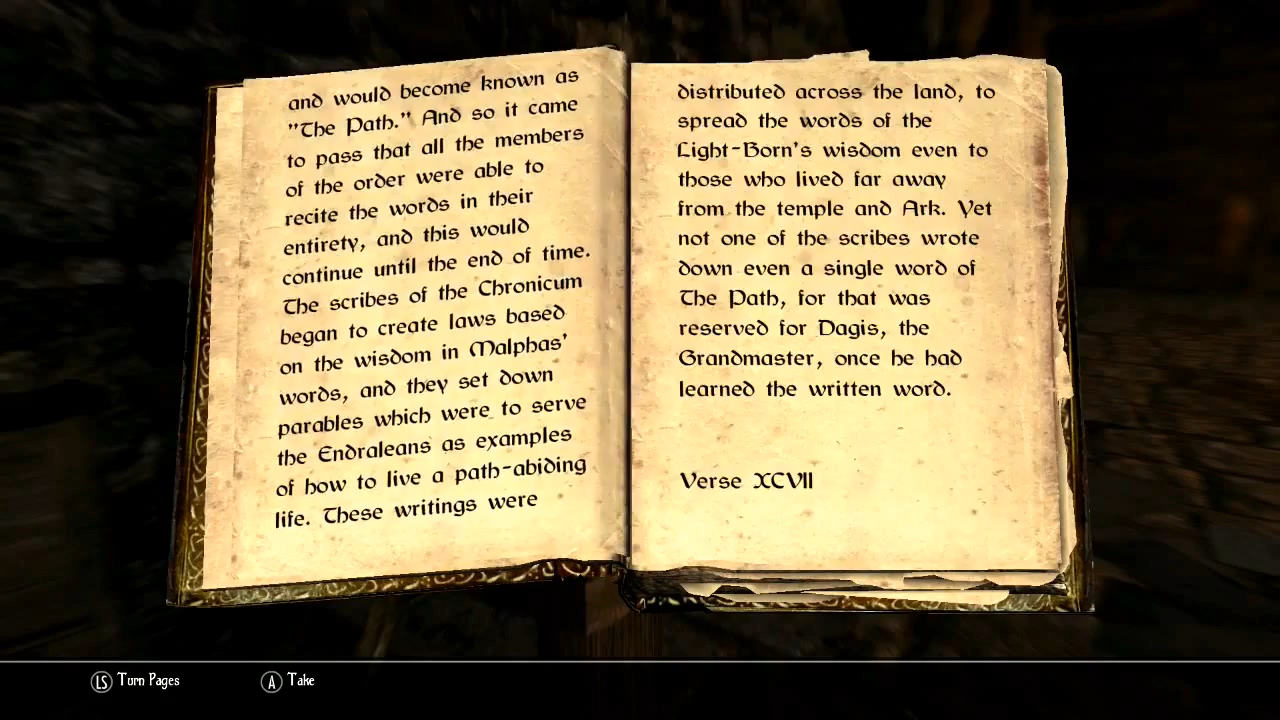 and would become known as
"The Path." And so it came
to pass that all the members
of the order were able to
recite the words in their
entirety, and this would
continue until the end of time.
The scribes of the Chronicum
began to create laws based
on the wisdom in Malphas'
words, and they set down
parables which were to serve
the Endraleans as examples
of how to live a path-abiding
life. These writings were
distributed across the land, to
spread the words of the
Light-Born's wisdom even to
those who lived far away
from the temple and Ark. Yet
not one of the scribes wrote
down even a single word of
The Path, for that was
reserved for Dagis, the
Grandmaster, once he had
learned the written word.
Verse XCVII
LS Turn Pages
A Take